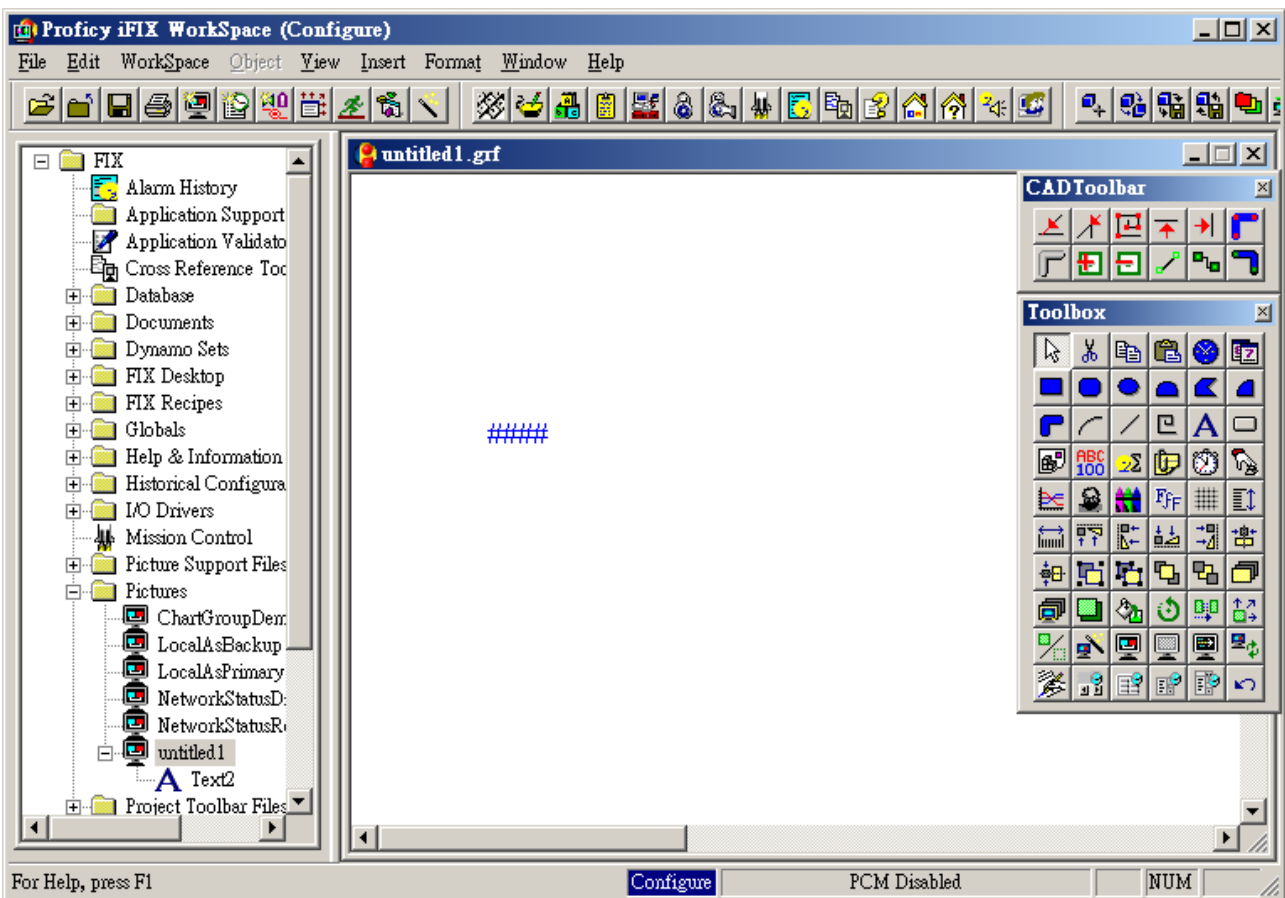 Proficy iFIX WorkSpace (Configure)
File Edit WorkSpace Object View Insert Format Window Help
FIX
Alarm History
Application Support
Application Validato
Cross Reference Too
Database
Documents
Dynamo Sets
FIX Desktop
FIX Recipes
Globals
Help & Information
Historical Configura
I/O Drivers
Mission Control
Picture Support Files
Pictures
ChartGroupDem
LocalAsBackup
LocalAsPrimary
NetworkStatusD
NetworkStatusR
untitled1
A Text2
Project Toolbar Files
untitled1.grf
#####
CADToolbar
Toolbox
A
ABC
100
For Help, press F1
Configure
PCM Disabled
NUM